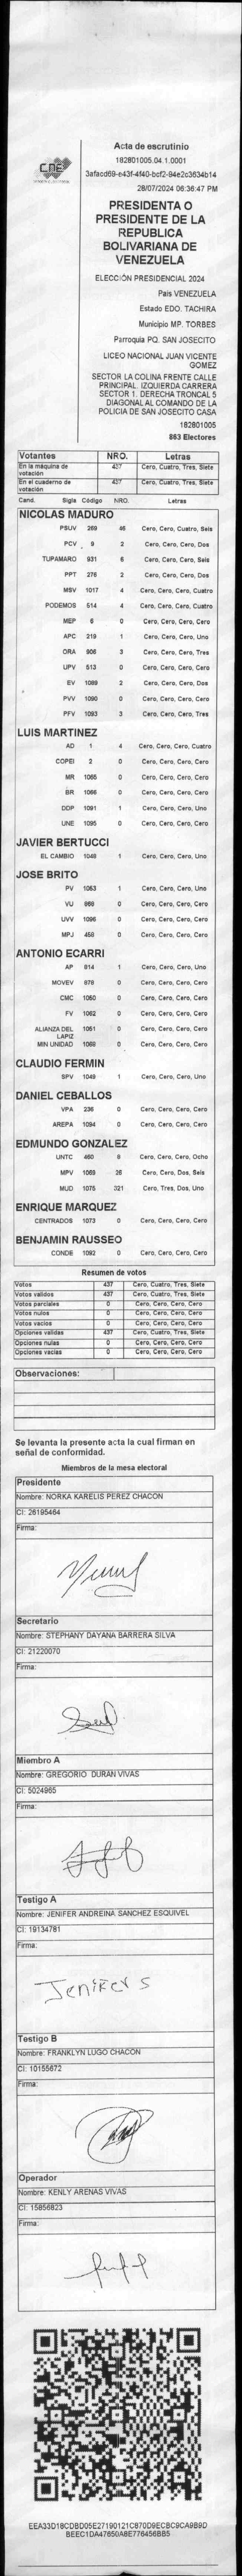 CNE
Acta de escrutinio
182801005.04.1.0001
3afacd69-e43f-4f40-bcf2-94e2c3634b14
28/07/2024 06:36:47 PM
PRESIDENTA O
PRESIDENTE DE LA
REPUBLICA
BOLIVARIANA DE
VENEZUELA
ELECCIÓN PRESIDENCIAL 2024
Pais VENEZUELA
Estado EDO. TACHIRA
Municipio MP. TORBES
Parroquia PQ. SAN JOSECITO
LICEO NACIONAL JUAN VICENTE
GOMEZ
SECTOR LA COLINA FRENTE CALLE
PRINCIPAL. IZQUIERDA CARRERA
SECTOR 1. DERECHA TRONCAL 5
DIAGONAL AL COMANDO DE LA
POLICIA DE SAN JOSECITO CASA
182801005
863 Electores
Votantes NRO. Letras
En la máquina de votación 437 Cero, Cuatro, Tres, Siete
En el cuaderno de votación 437 Cero, Cuatro, Tres, Siete
Cand. Sigla Código NRO. Letras
NICOLAS MADURO
PSUV 269 46 Cero, Cero, Cuatro, Seis
PCV 9 2 Cero, Cero, Cero, Dos
TUPAMARO 931 6 Cero, Cero, Cero, Seis
PPT 276 2 Cero, Cero, Cero, Dos
MSV 1017 4 Cero, Cero, Cero, Cuatro
PODEMOS 514 4 Cero, Cero, Cero, Cuatro
MEP 6 0 Cero, Cero, Cero, Cero
APC 219 1 Cero, Cero, Cero, Uno
ORA 906 3 Cero, Cero, Cero, Tres
UPV 513 0 Cero, Cero, Cero, Cero
EV 1089 2 Cero, Cero, Cero, Dos
PVV 1090 0 Cero, Cero, Cero, Cero
PFV 1093 3 Cero, Cero, Cero, Tres
LUIS MARTINEZ
AD 1 4 Cero, Cero, Cero, Cuatro
COPEI 2 0 Cero, Cero, Cero, Cero
MR 1065 0 Cero, Cero, Cero, Cero
BR 1066 0 Cero, Cero, Cero, Cero
DDP 1091 1 Cero, Cero, Cero, Uno
UNE 1095 0 Cero, Cero, Cero, Cero
JAVIER BERTUCCI
EL CAMBIO 1048 1 Cero, Cero, Cero, Uno
JOSE BRITO
PV 1053 1 Cero, Cero, Cero, Uno
VU 868 0 Cero, Cero, Cero, Cero
UVV 1096 0 Cero, Cero, Cero, Cero
MPJ 458 0 Cero, Cero, Cero, Cero
ANTONIO ECARRI
AP 814 1 Cero, Cero, Cero, Uno
MOVEV 878 0 Cero, Cero, Cero, Cero
CMC 1050 0 Cero, Cero, Cero, Cero
FV 1062 0 Cero, Cero, Cero, Cero
ALIANZA DEL LAPIZ 1051 0 Cero, Cero, Cero, Cero
MIN UNIDAD 1068 0 Cero, Cero, Cero, Cero
CLAUDIO FERMIN
SPV 1049 1 Cero, Cero, Cero, Uno
DANIEL CEBALLOS
VPA 236 0 Cero, Cero, Cero, Cero
AREPA 1094 0 Cero, Cero, Cero, Cero
EDMUNDO GONZALEZ
UNTC 460 8 Cero, Cero, Cero, Ocho
MPV 1069 26 Cero, Cero, Dos, Seis
MUD 1075 321 Cero, Tres, Dos, Uno
ENRIQUE MARQUEZ
CENTRADOS 1073 0 Cero, Cero, Cero, Cero
BENJAMIN RAUSSEO
CONDE 1092 0 Cero, Cero, Cero, Cero
Resumen de votos
Votos 437 Cero, Cuatro, Tres, Siete
Votos validos 437 Cero, Cuatro, Tres, Siete
Votos parciales 0 Cero, Cero, Cero, Cero
Votos nulos 0 Cero, Cero, Cero, Cero
Votos vacios 0 Cero, Cero, Cero, Cero
Opciones validas 437 Cero, Cuatro, Tres, Siete
Opciones nulas 0 Cero, Cero, Cero, Cero
Opciones vacias 0 Cero, Cero, Cero, Cero
Observaciones:
Se levanta la presente acta la cual firman en
señal de conformidad.
Miembros de la mesa electoral
Presidente
Nombre: NORKA KARELIS PEREZ CHACON
CI: 26195464
Firma:
Secretario
Nombre: STEPHANY DAYANA BARRERA SILVA
CI: 21220070
Firma:
Miembro A
Nombre: GREGORIO DURAN VIVAS
CI: 5024965
Firma:
Testigo A
Nombre: JENIFER ANDREINA SANCHEZ ESQUIVEL
CI: 19134781
Firma:
Jenifer S
Testigo B
Nombre: FRANKLYN LUGO CHACON
CI: 10155672
Firma:
Operador
Nombre: KENLY ARENAS VIVAS
CI: 15856823
Firma:
EEA33D18CDBD05E27190121C870D9ECBC9CA9B9D
BEEC1DA47650A8E776456BB5